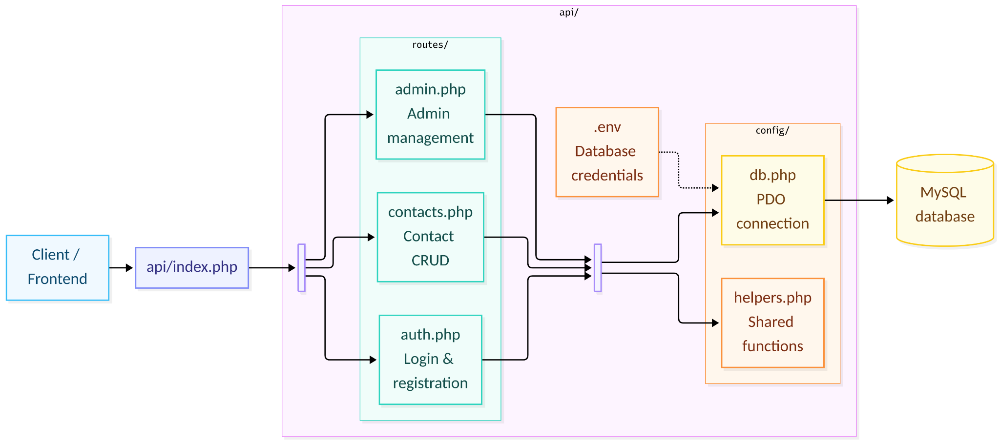 api/
routes/
admin.php
Admin
management
.env
Database
credentials
config/
db.php
PDO
connection
MySQL
database
contacts.php
Contact
CRUD
Client /
Frontend
api/index.php
helpers.php
Shared
functions
auth.php
Login &
registration